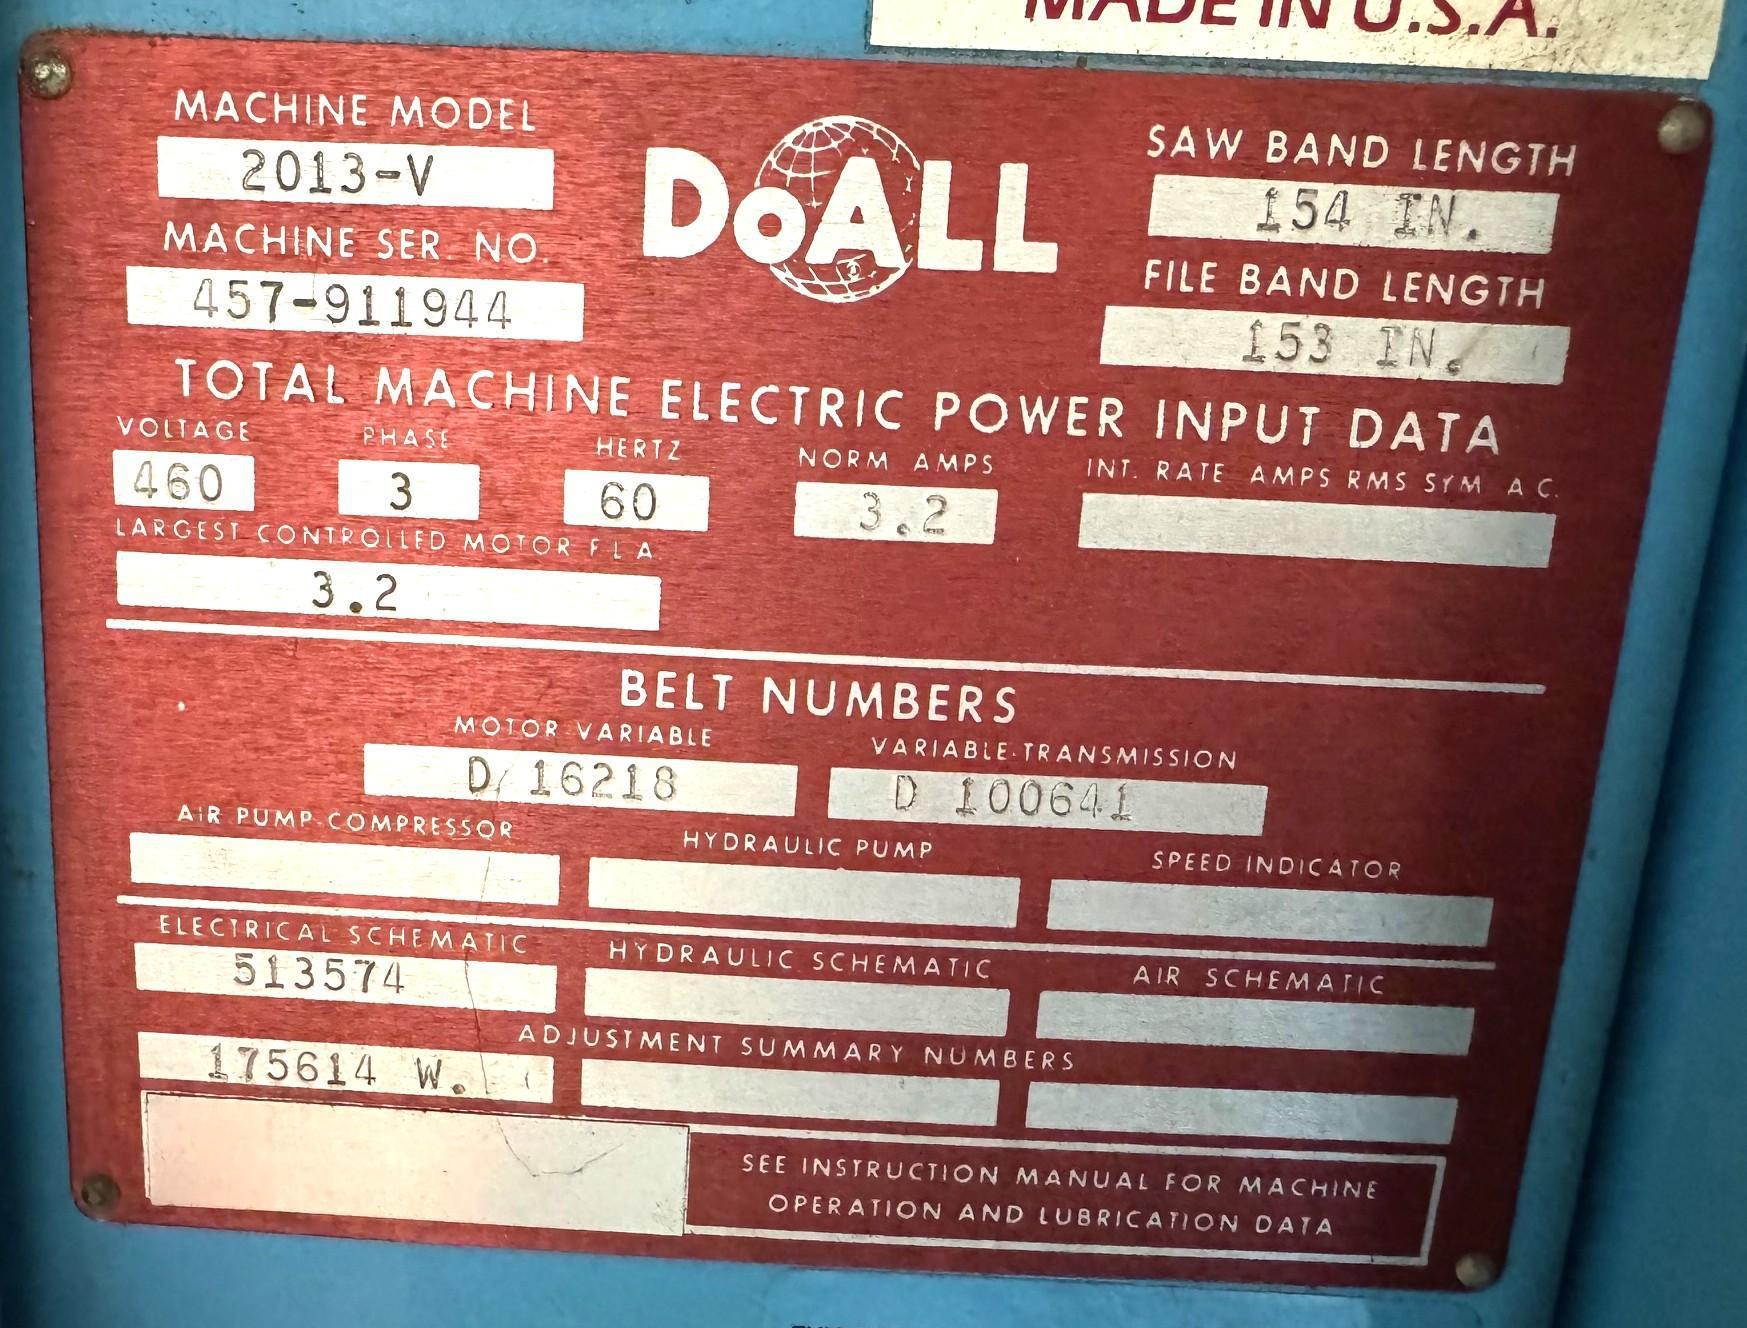 MADE IN U.S.A.
MACHINE MODEL
2013-V
MACHINE SER. NO.
457-911944
DoALL
SAW BAND LENGTH
154 IN.
FILE BAND LENGTH
153 IN.
TOTAL MACHINE ELECTRIC POWER INPUT DATA
VOLTAGE PHASE HERTZ NORM AMPS INT. RATE AMPS RMS SYM A C.
460 3 60 3.2
LARGEST CONTROLLED MOTOR F L A
3.2
BELT NUMBERS
MOTOR-VARIABLE VARIABLE-TRANSMISSION
D 16218 D 100641
AIR PUMP-COMPRESSOR HYDRAULIC PUMP SPEED INDICATOR
ELECTRICAL SCHEMATIC HYDRAULIC SCHEMATIC AIR SCHEMATIC
513574
ADJUSTMENT SUMMARY NUMBERS
175614 W.
SEE INSTRUCTION MANUAL FOR MACHINE
OPERATION AND LUBRICATION DATA